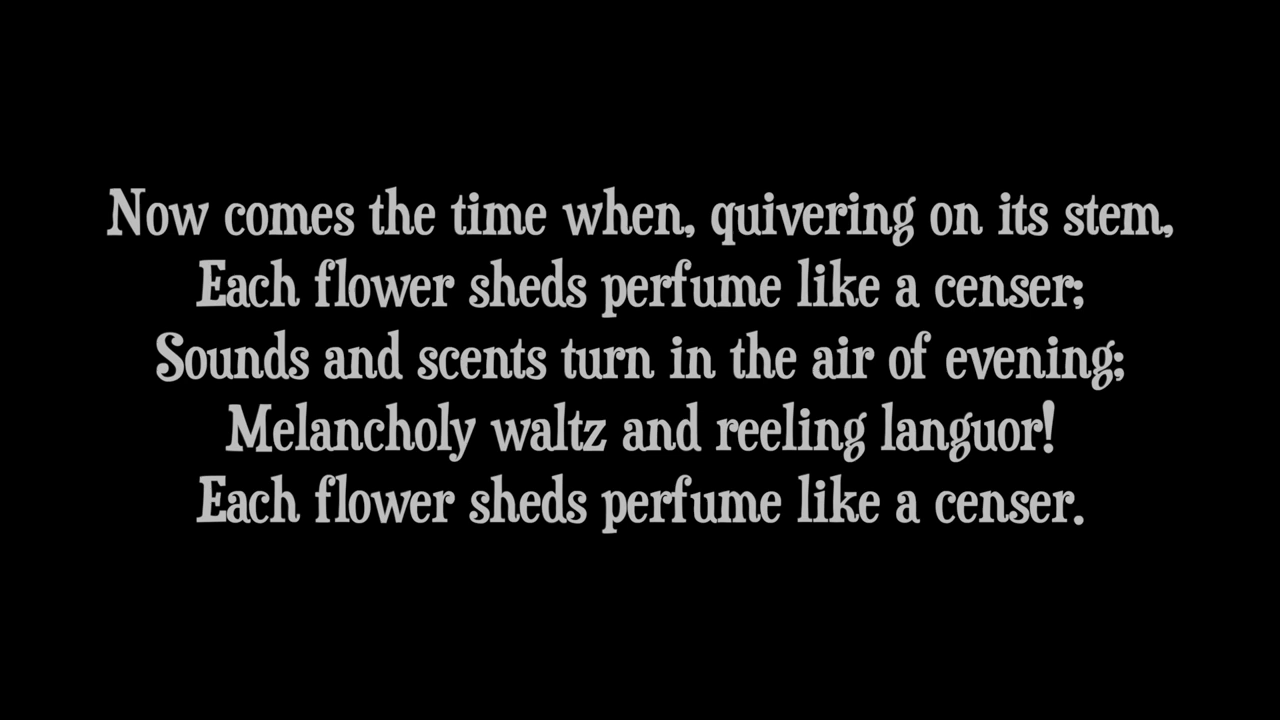 Now comes the time when, quivering on its stem,
Each flower sheds perfume like a censer;
Sounds and scents turn in the air of evening;
Melancholy waltz and reeling languor!
Each flower sheds perfume like a censer.